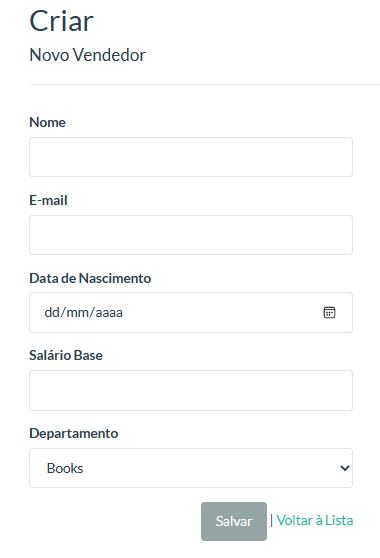 Criar
Novo Vendedor
Nome
E-mail
Data de Nascimento
dd/mm/aaaa
Salário Base
Departamento
Books
Salvar | Voltar à Lista